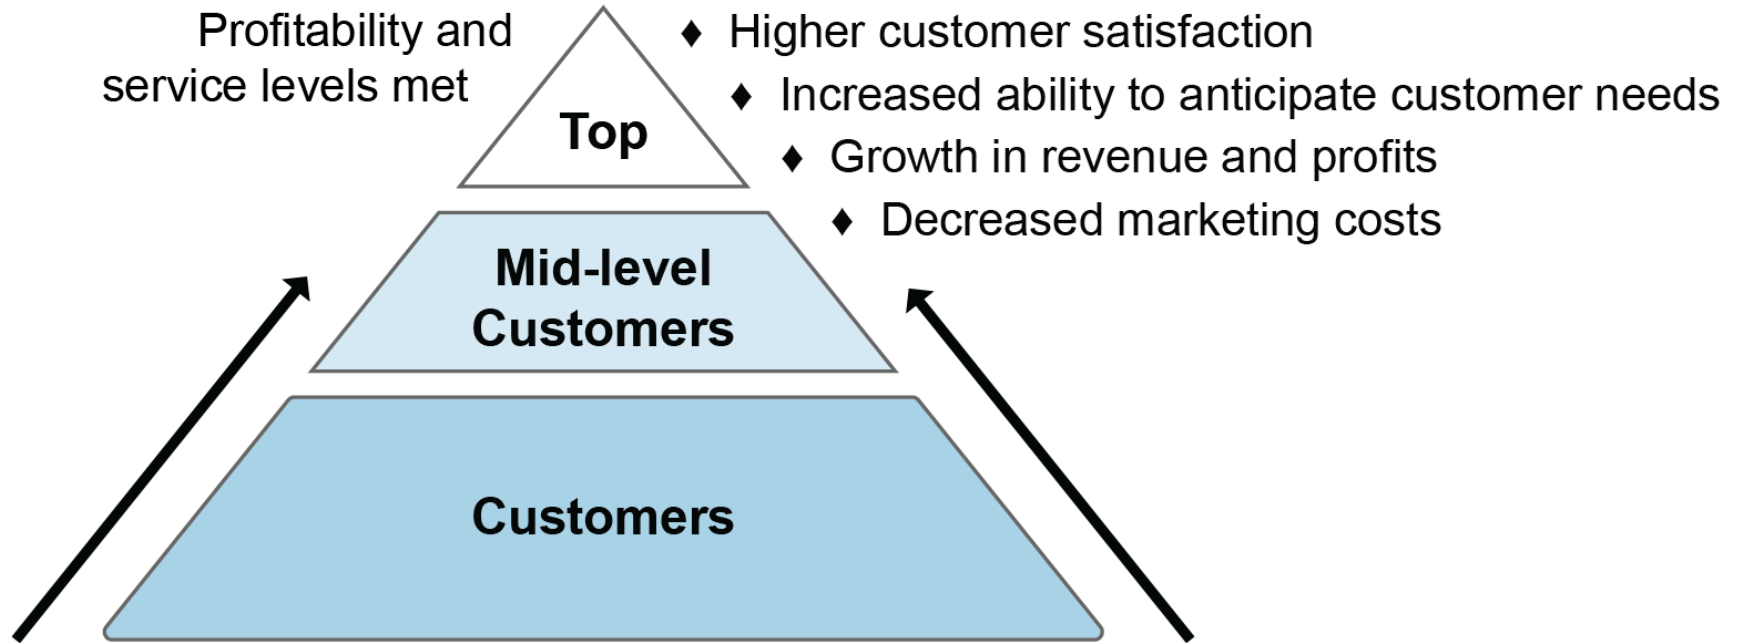 Profitability and
service levels met
Top
♦ Higher customer satisfaction
♦ Increased ability to anticipate customer needs
♦ Growth in revenue and profits
♦ Decreased marketing costs
Mid-level
Customers
Customers